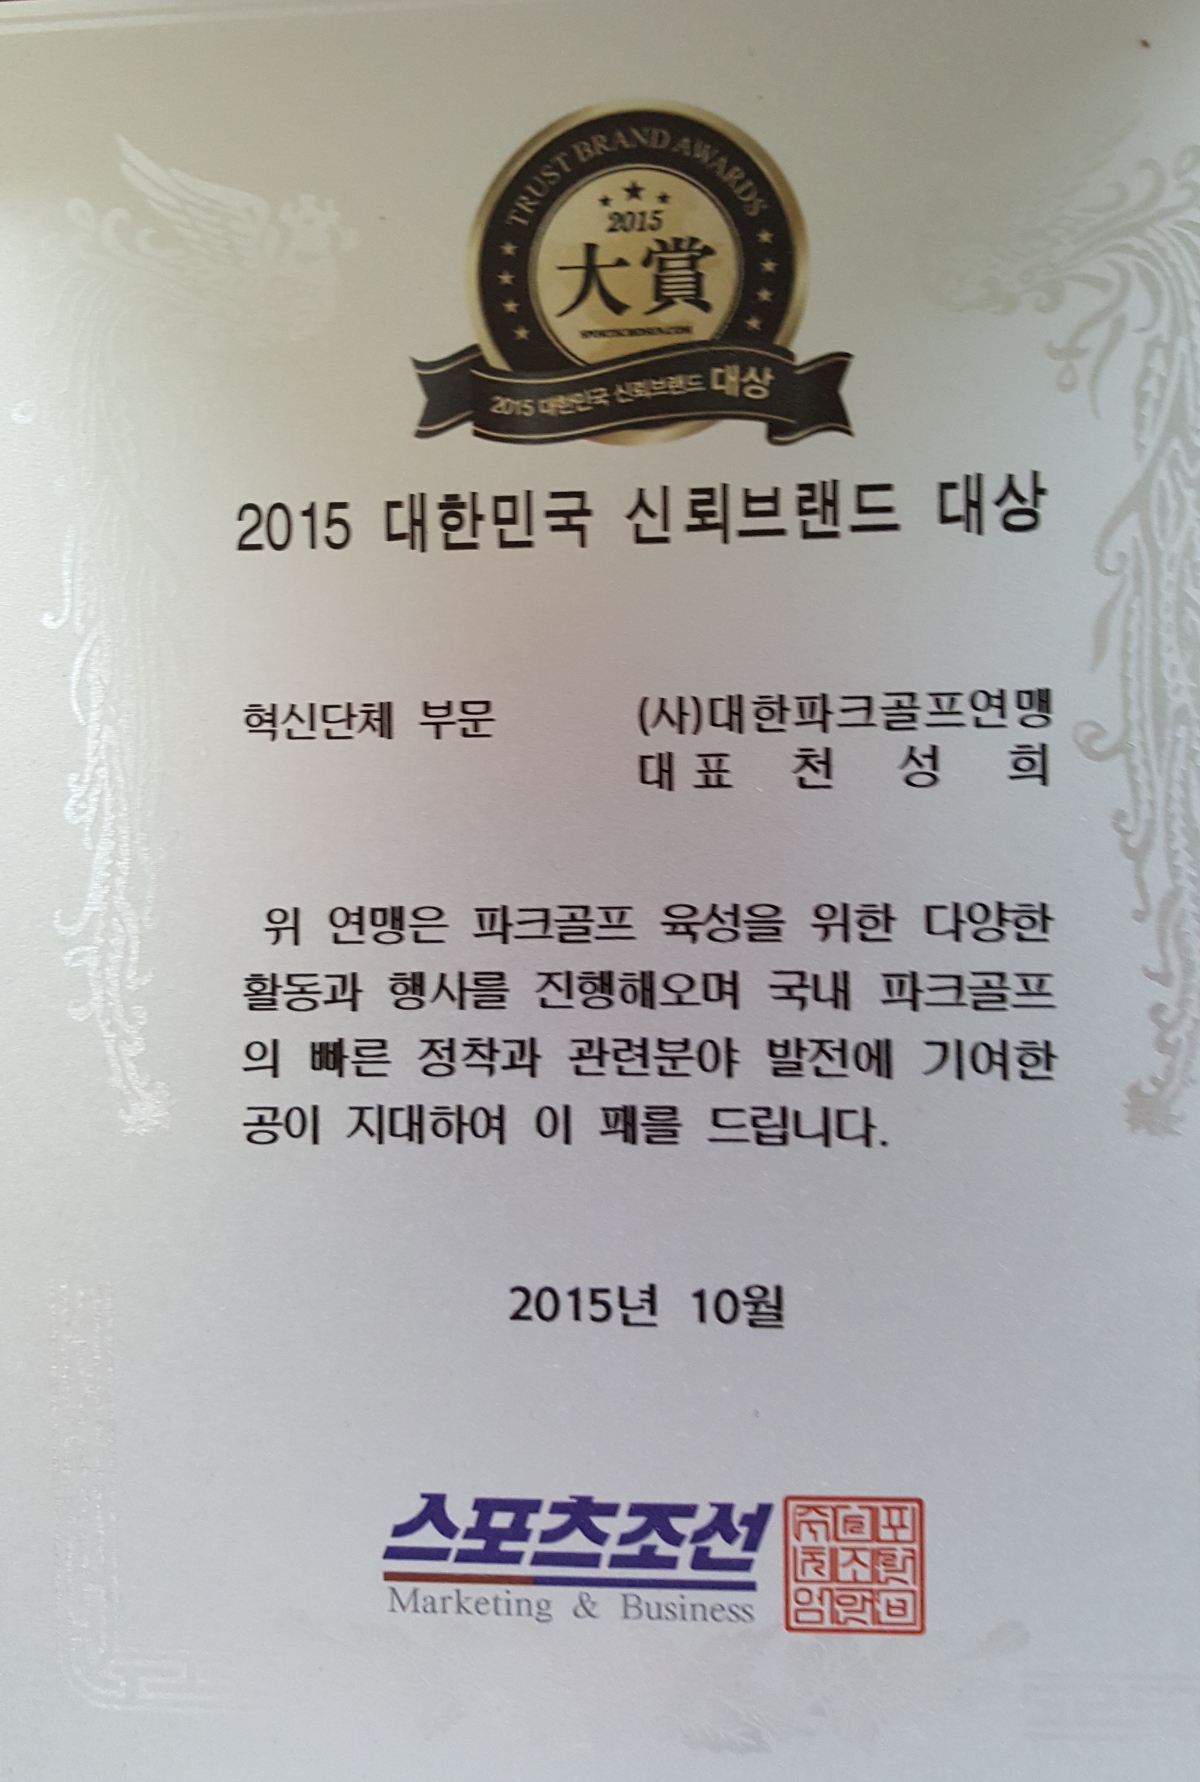 TRUST BRAND AWARDS
2015
大賞
2015 대한민국 신뢰브랜드 대상
2015 대한민국 신뢰브랜드 대상
혁신단체 부문 (사)대한파크골프연맹
대표 천성희
위 연맹은 파크골프 육성을 위한 다양한
활동과 행사를 진행해오며 국내 파크골프
의 빠른 정착과 관련분야 발전에 기여한
공이 지대하여 이 패를 드립니다.
2015년 10월
스포츠조선
Marketing & Business